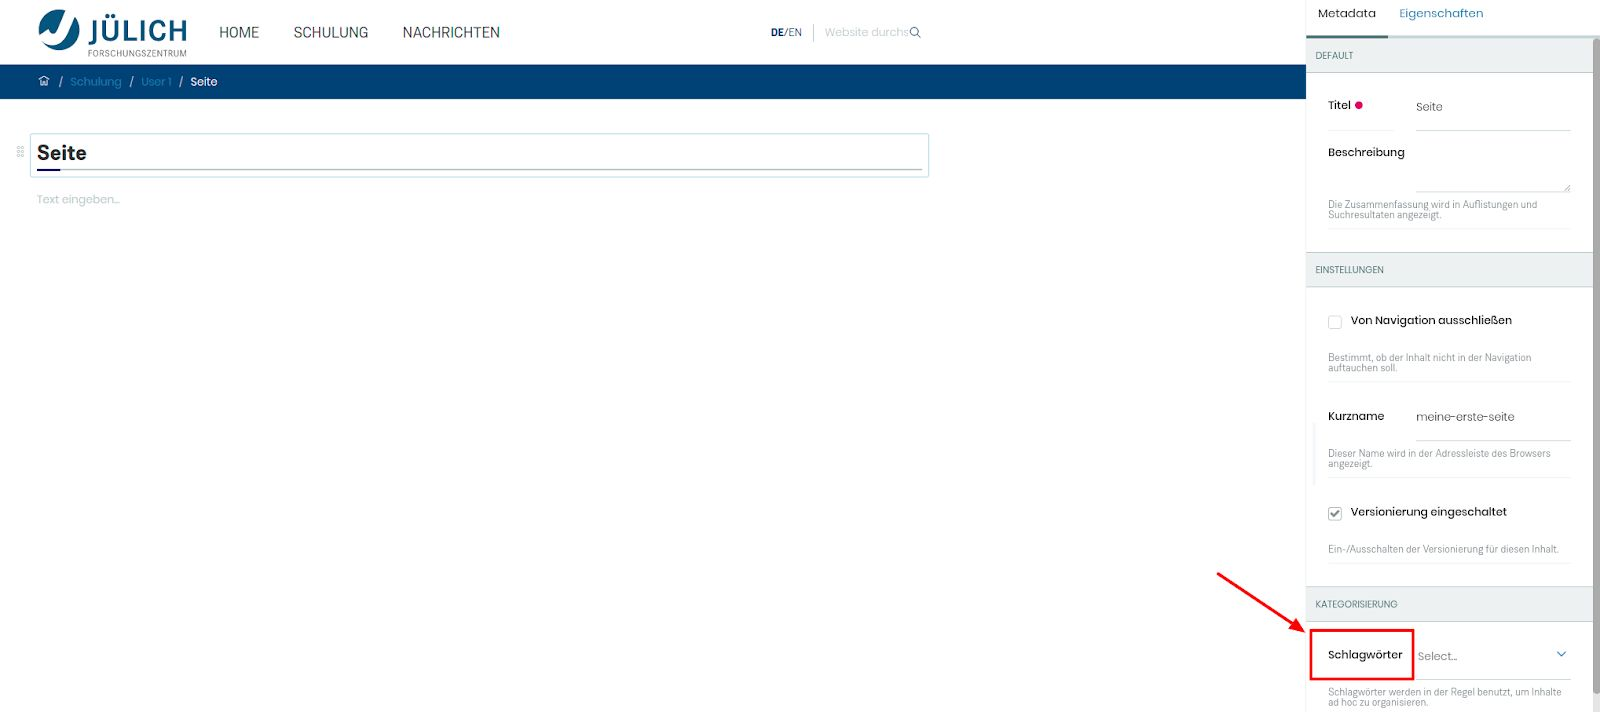 JÜLICH
FORSCHUNGSZENTRUM
HOME
SCHULUNG
NACHRICHTEN
DE/EN
Website durchs
/ Schulung / User 1 / Seite
Seite
Text eingeben...
Metadata
Eigenschaften
DEFAULT
Titel
Seite
Beschreibung
Die Zusammenfassung wird in Auflistungen und
Suchresultaten angezeigt.
EINSTELLUNGEN
Von Navigation ausschließen
Bestimmt, ob der Inhalt nicht in der Navigation
auftauchen soll.
Kurzname
meine-erste-seite
Dieser Name wird in der Adressleiste des Browsers
angezeigt.
Versionierung eingeschaltet
Ein-/Ausschalten der Versionierung für diesen Inhalt.
KATEGORISIERUNG
Schlagwörter
Select...
Schlagwörter werden in der Regel benutzt, um Inhalte
ad hoc zu organisieren.